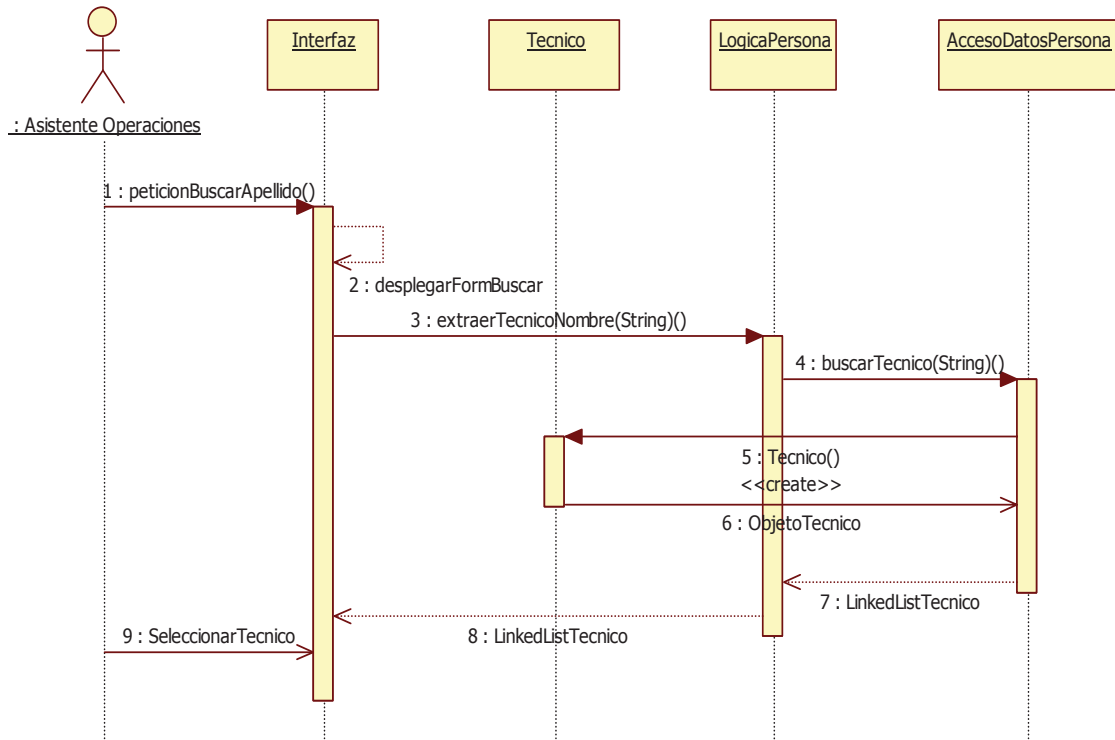 Interfaz
Tecnico
LogicaPersona
AccesoDatosPersona
: Asistente Operaciones
1 : peticionBuscarApellido()
2 : desplegarFormBuscar
3 : extraerTecnicoNombre(String)()
4 : buscarTecnico(String)()
5 : Tecnico()
<<create>>
6 : ObjetoTecnico
7 : LinkedListTecnico
8 : LinkedListTecnico
9 : SeleccionarTecnico